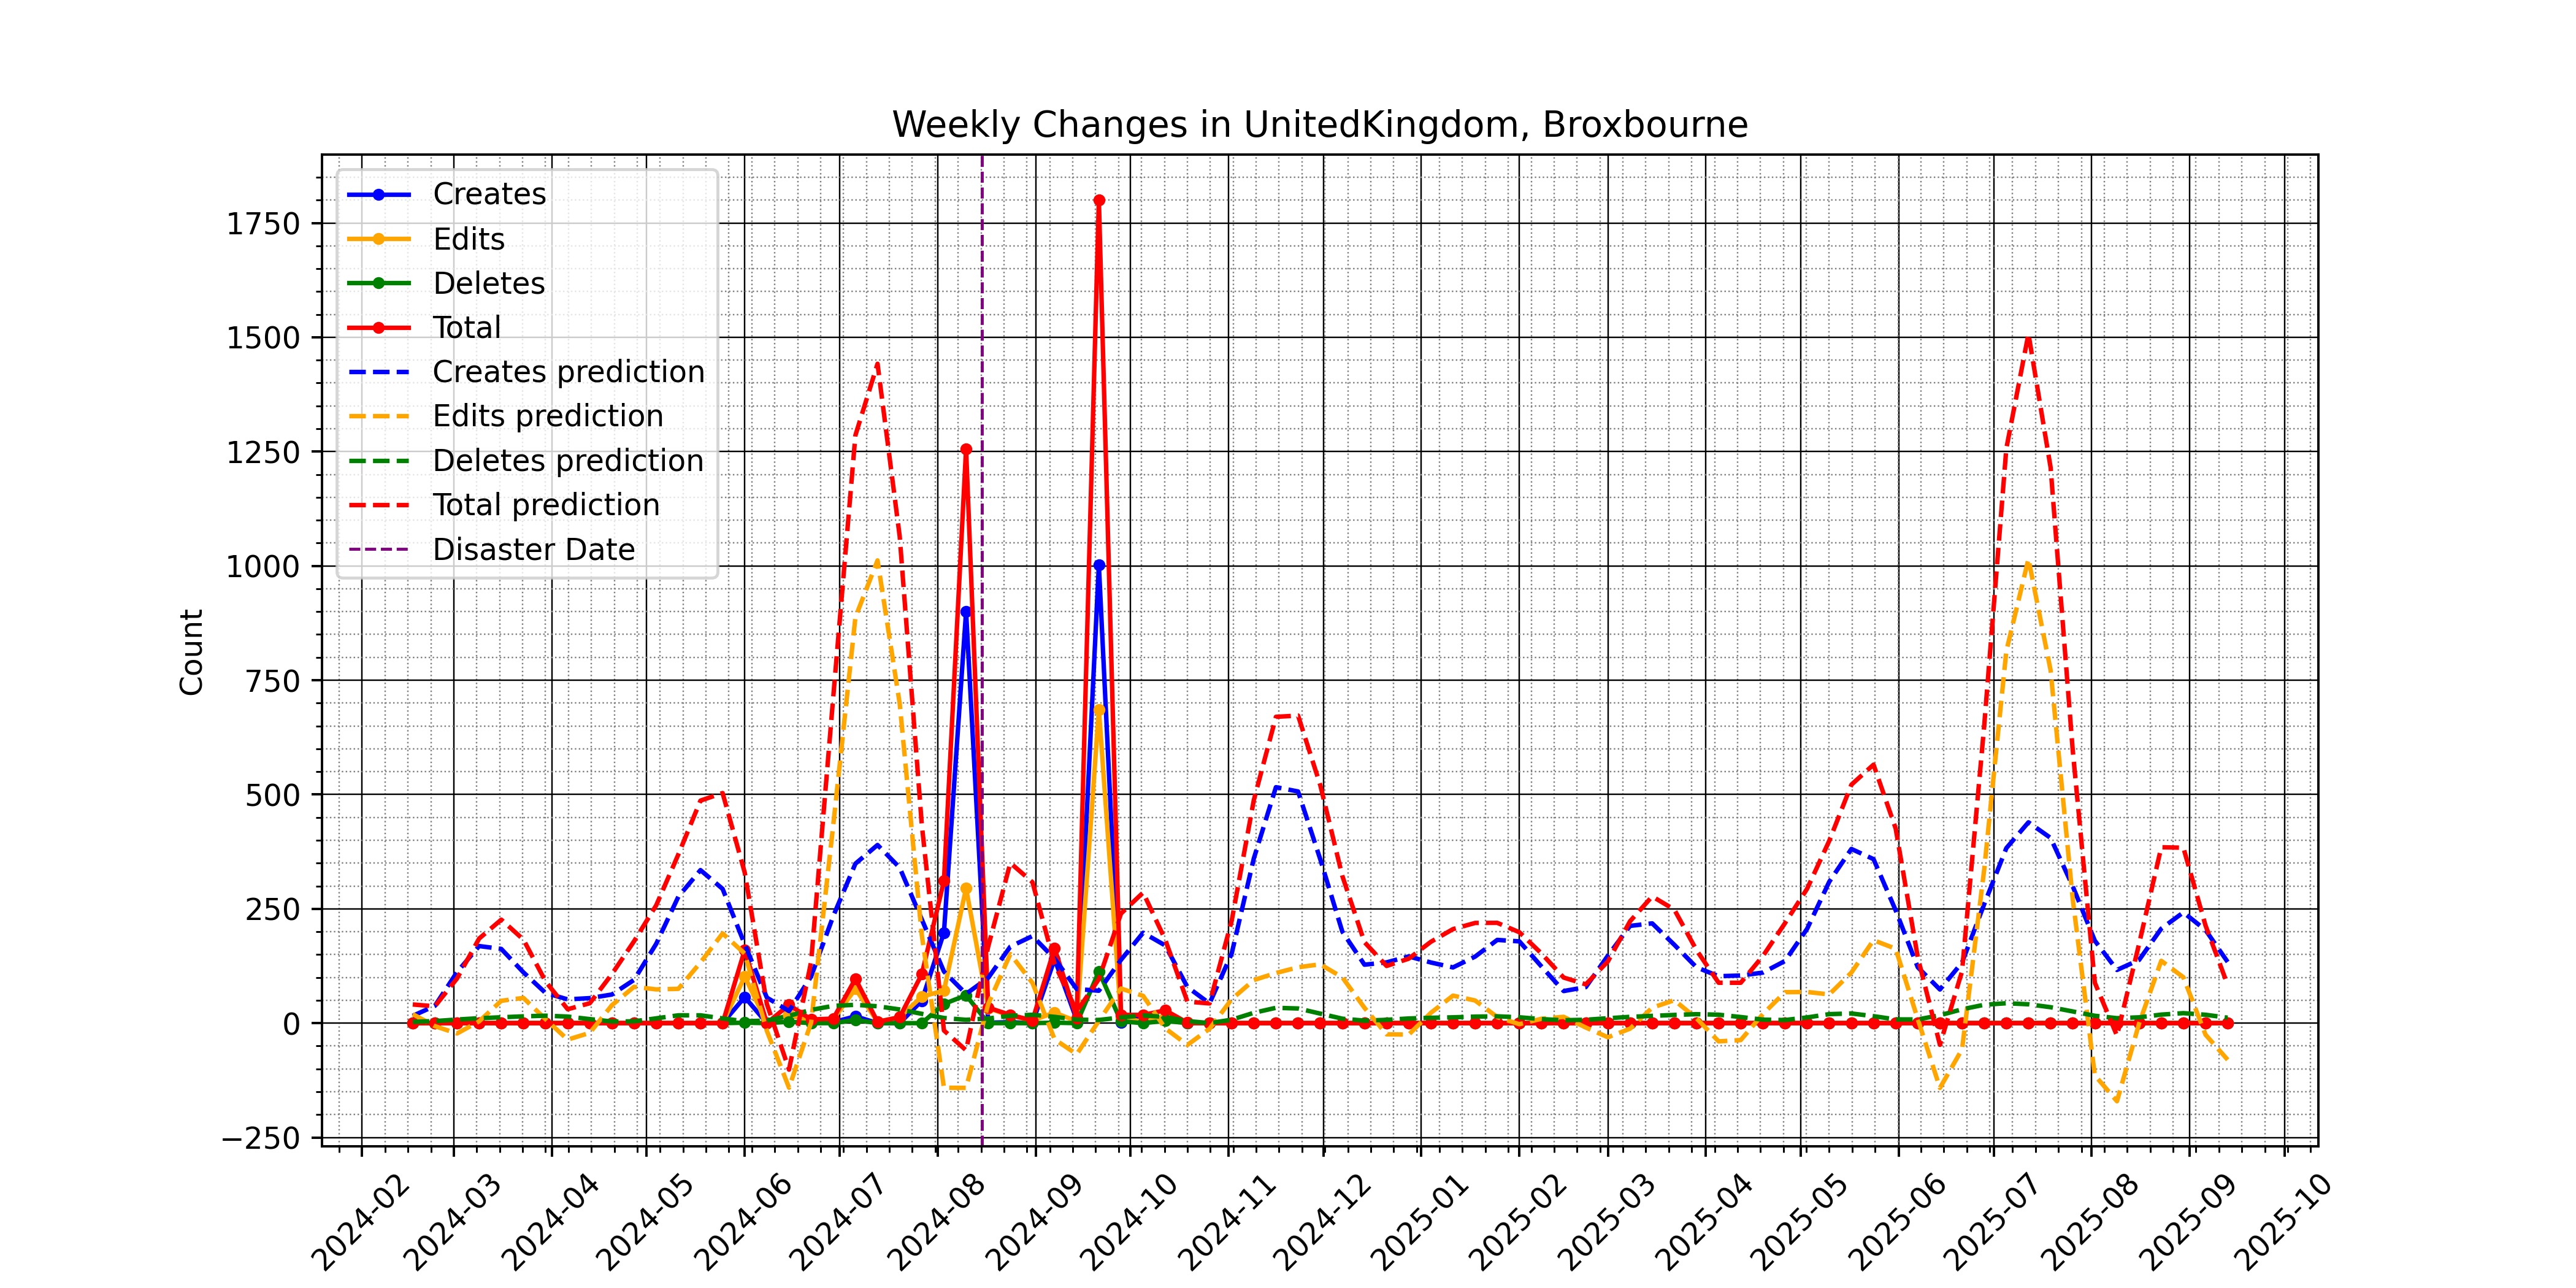 Weekly Changes in UnitedKingdom, Broxbourne
Creates
Edits
Deletes
Total
Creates prediction
Edits prediction
Deletes prediction
Total prediction
Disaster Date
Count
1750
1500
1250
1000
750
500
250
0
−250
2024-02
2024-03
2024-04
2024-05
2024-06
2024-07
2024-08
2024-09
2024-10
2024-11
2024-12
2025-01
2025-02
2025-03
2025-04
2025-05
2025-06
2025-07
2025-08
2025-09
2025-10